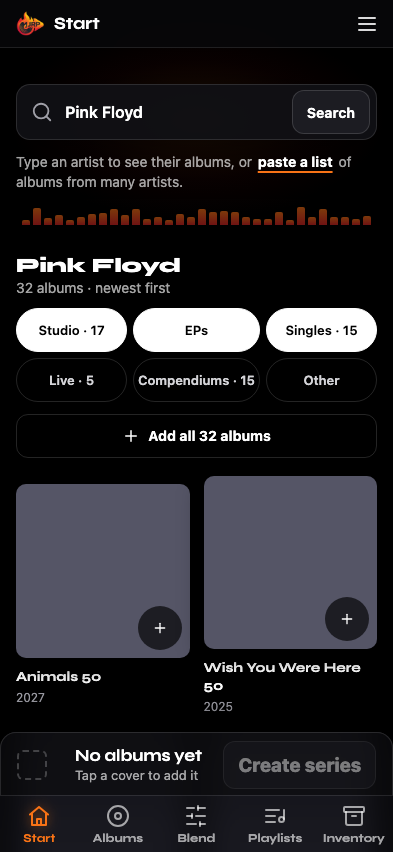 Start
Pink Floyd
Search
Type an artist to see their albums, or paste a list of
albums from many artists.
Pink Floyd
32 albums · newest first
Studio · 17
EPs
Singles · 15
Live · 5
Compendiums · 15
Other
+ Add all 32 albums
Animals 50
2027
Wish You Were Here
50
2025
No albums yet
Tap a cover to add it
Create series
Start
Albums
Blend
Playlists
Inventory